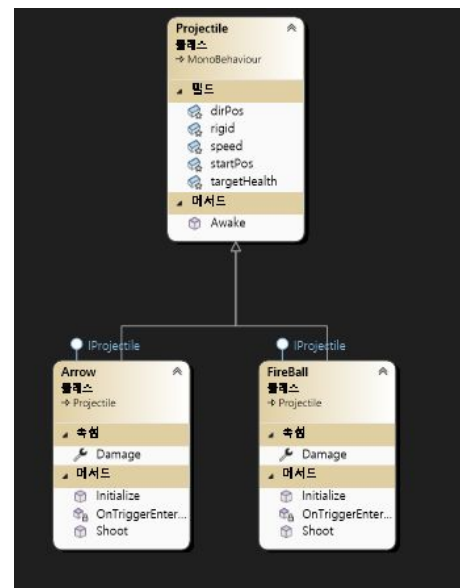 Projectile
클래스
→ MonoBehaviour
필드
dirPos
rigid
speed
startPos
targetHealth
메서드
Awake
IProjectile
IProjectile
Arrow
클래스
→ Projectile
속성
Damage
메서드
Initialize
OnTriggerEnter...
Shoot
FireBall
클래스
→ Projectile
속성
Damage
메서드
Initialize
OnTriggerEnter...
Shoot